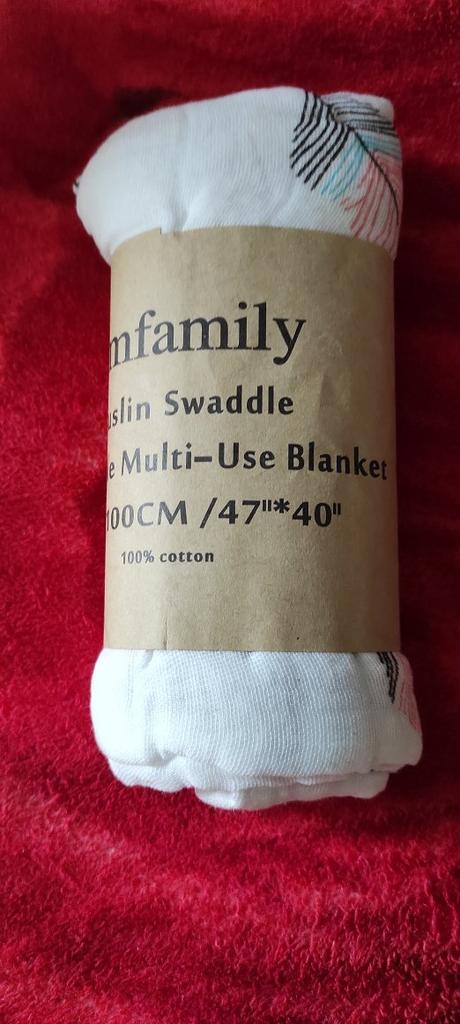 mfamily
uslin Swaddle
e Multi-Use Blanket
100CM /47"*40"
100% cotton